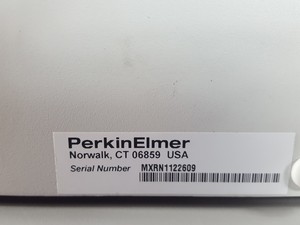 PerkinElmer
Norwalk, CT 06859 USA
Serial Number MXRN1122609